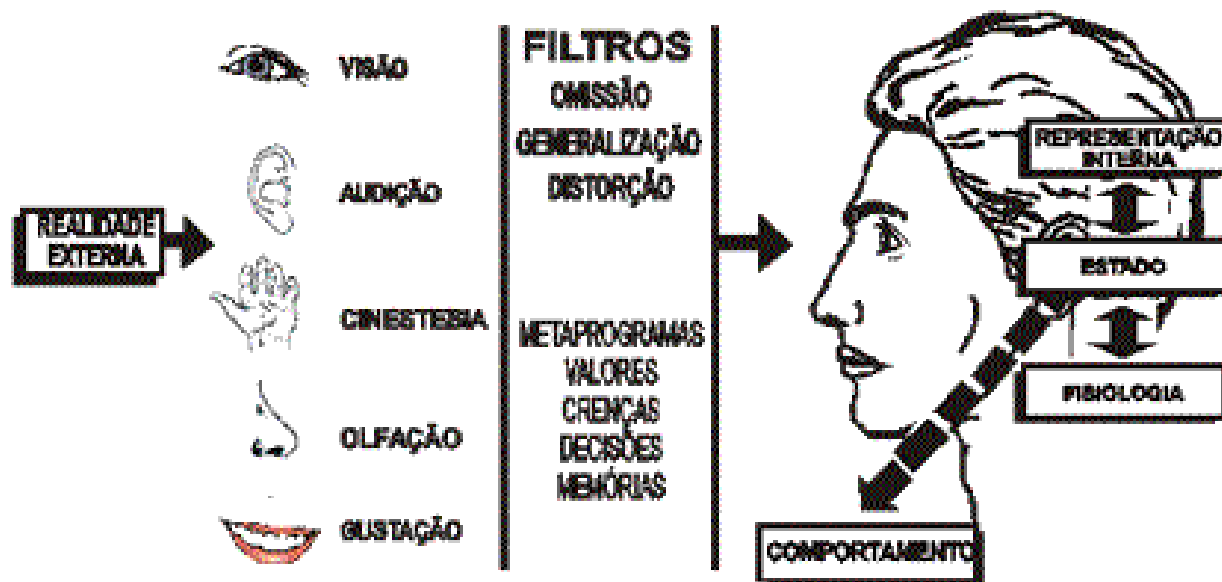 REALIDADE
EXTERNA
VISÃO
AUDIÇÃO
CINESTESIA
OLFAÇÃO
GUSTAÇÃO
FILTROS
OMISSÃO
GENERALIZAÇÃO
DISTORÇÃO
METAPROGRAMAS
VALORES
CRENÇAS
DECISÕES
MEMÓRIAS
REPRESENTAÇÃO
INTERNA
ESTADO
FISIOLOGIA
COMPORTAMENTO